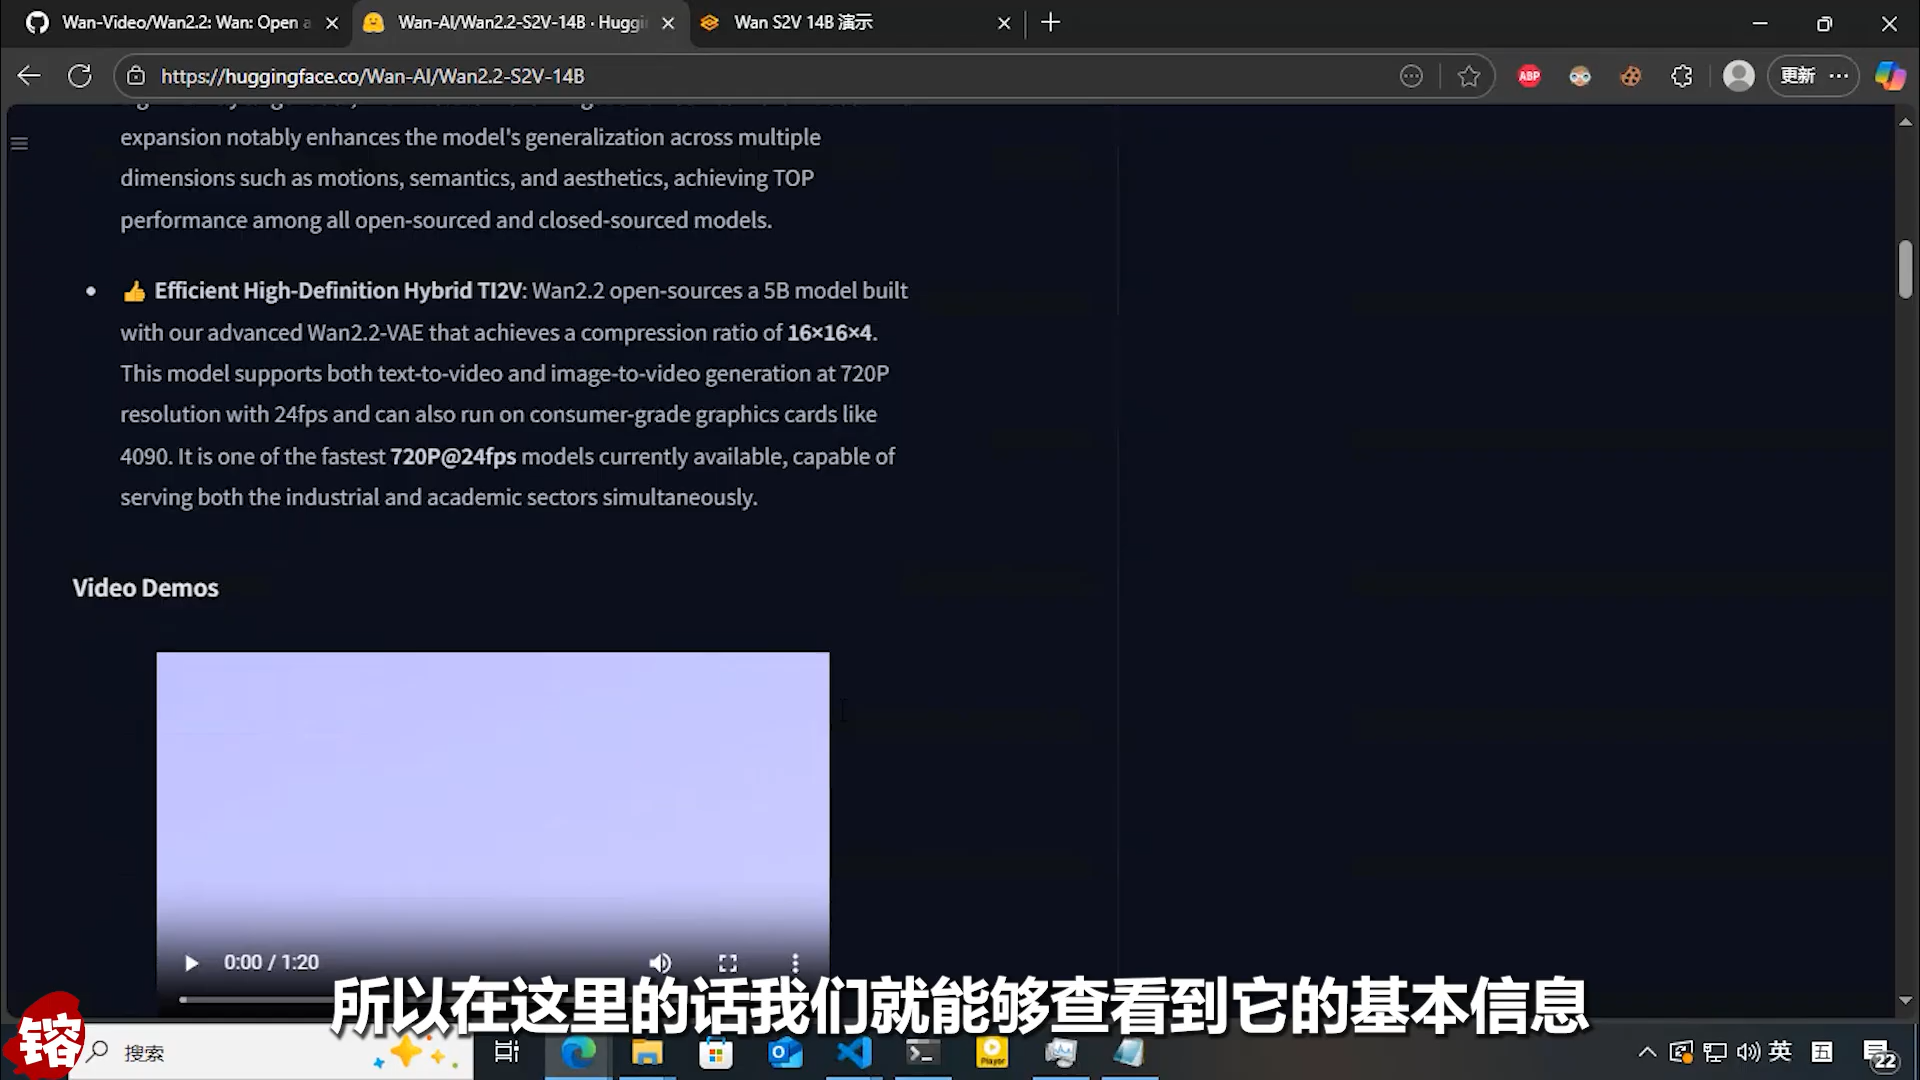 Wan-Video/Wan2.2: Wan: Open a
Wan-AI/Wan2.2-S2V-14B · Huggi
Wan S2V 14B 演示
https://huggingface.co/Wan-AI/Wan2.2-S2V-14B
ABP
更新
expansion notably enhances the model's generalization across multiple
dimensions such as motions, semantics, and aesthetics, achieving TOP
performance among all open-sourced and closed-sourced models.
• 👍 Efficient High-Definition Hybrid TI2V: Wan2.2 open-sources a 5B model built
with our advanced Wan2.2-VAE that achieves a compression ratio of 16×16×4.
This model supports both text-to-video and image-to-video generation at 720P
resolution with 24fps and can also run on consumer-grade graphics cards like
4090. It is one of the fastest 720P@24fps models currently available, capable of
serving both the industrial and academic sectors simultaneously.
Video Demos
0:00 / 1:20
所以在这里的话我们就能够查看到它的基本信息
镕
搜索
Player
英
五
22